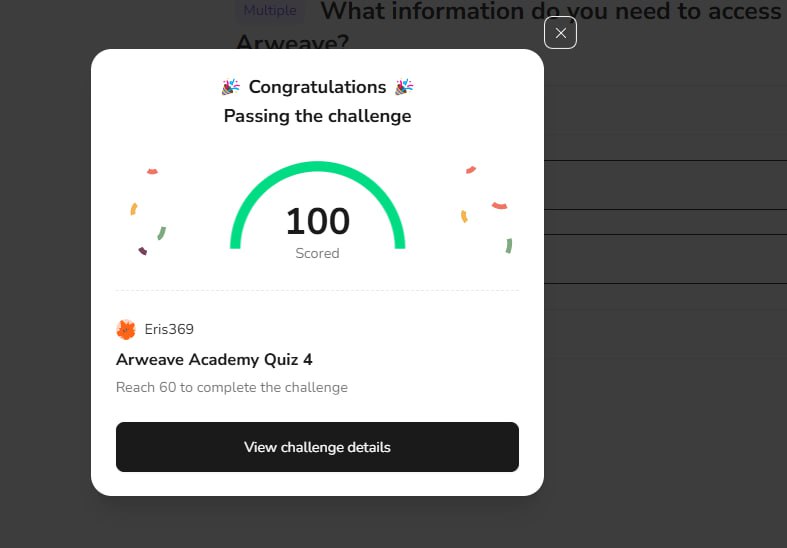 Multiple What information do you need to access
Arweave?
Congratulations
Passing the challenge
100
Scored
Eris369
Arweave Academy Quiz 4
Reach 60 to complete the challenge
View challenge details